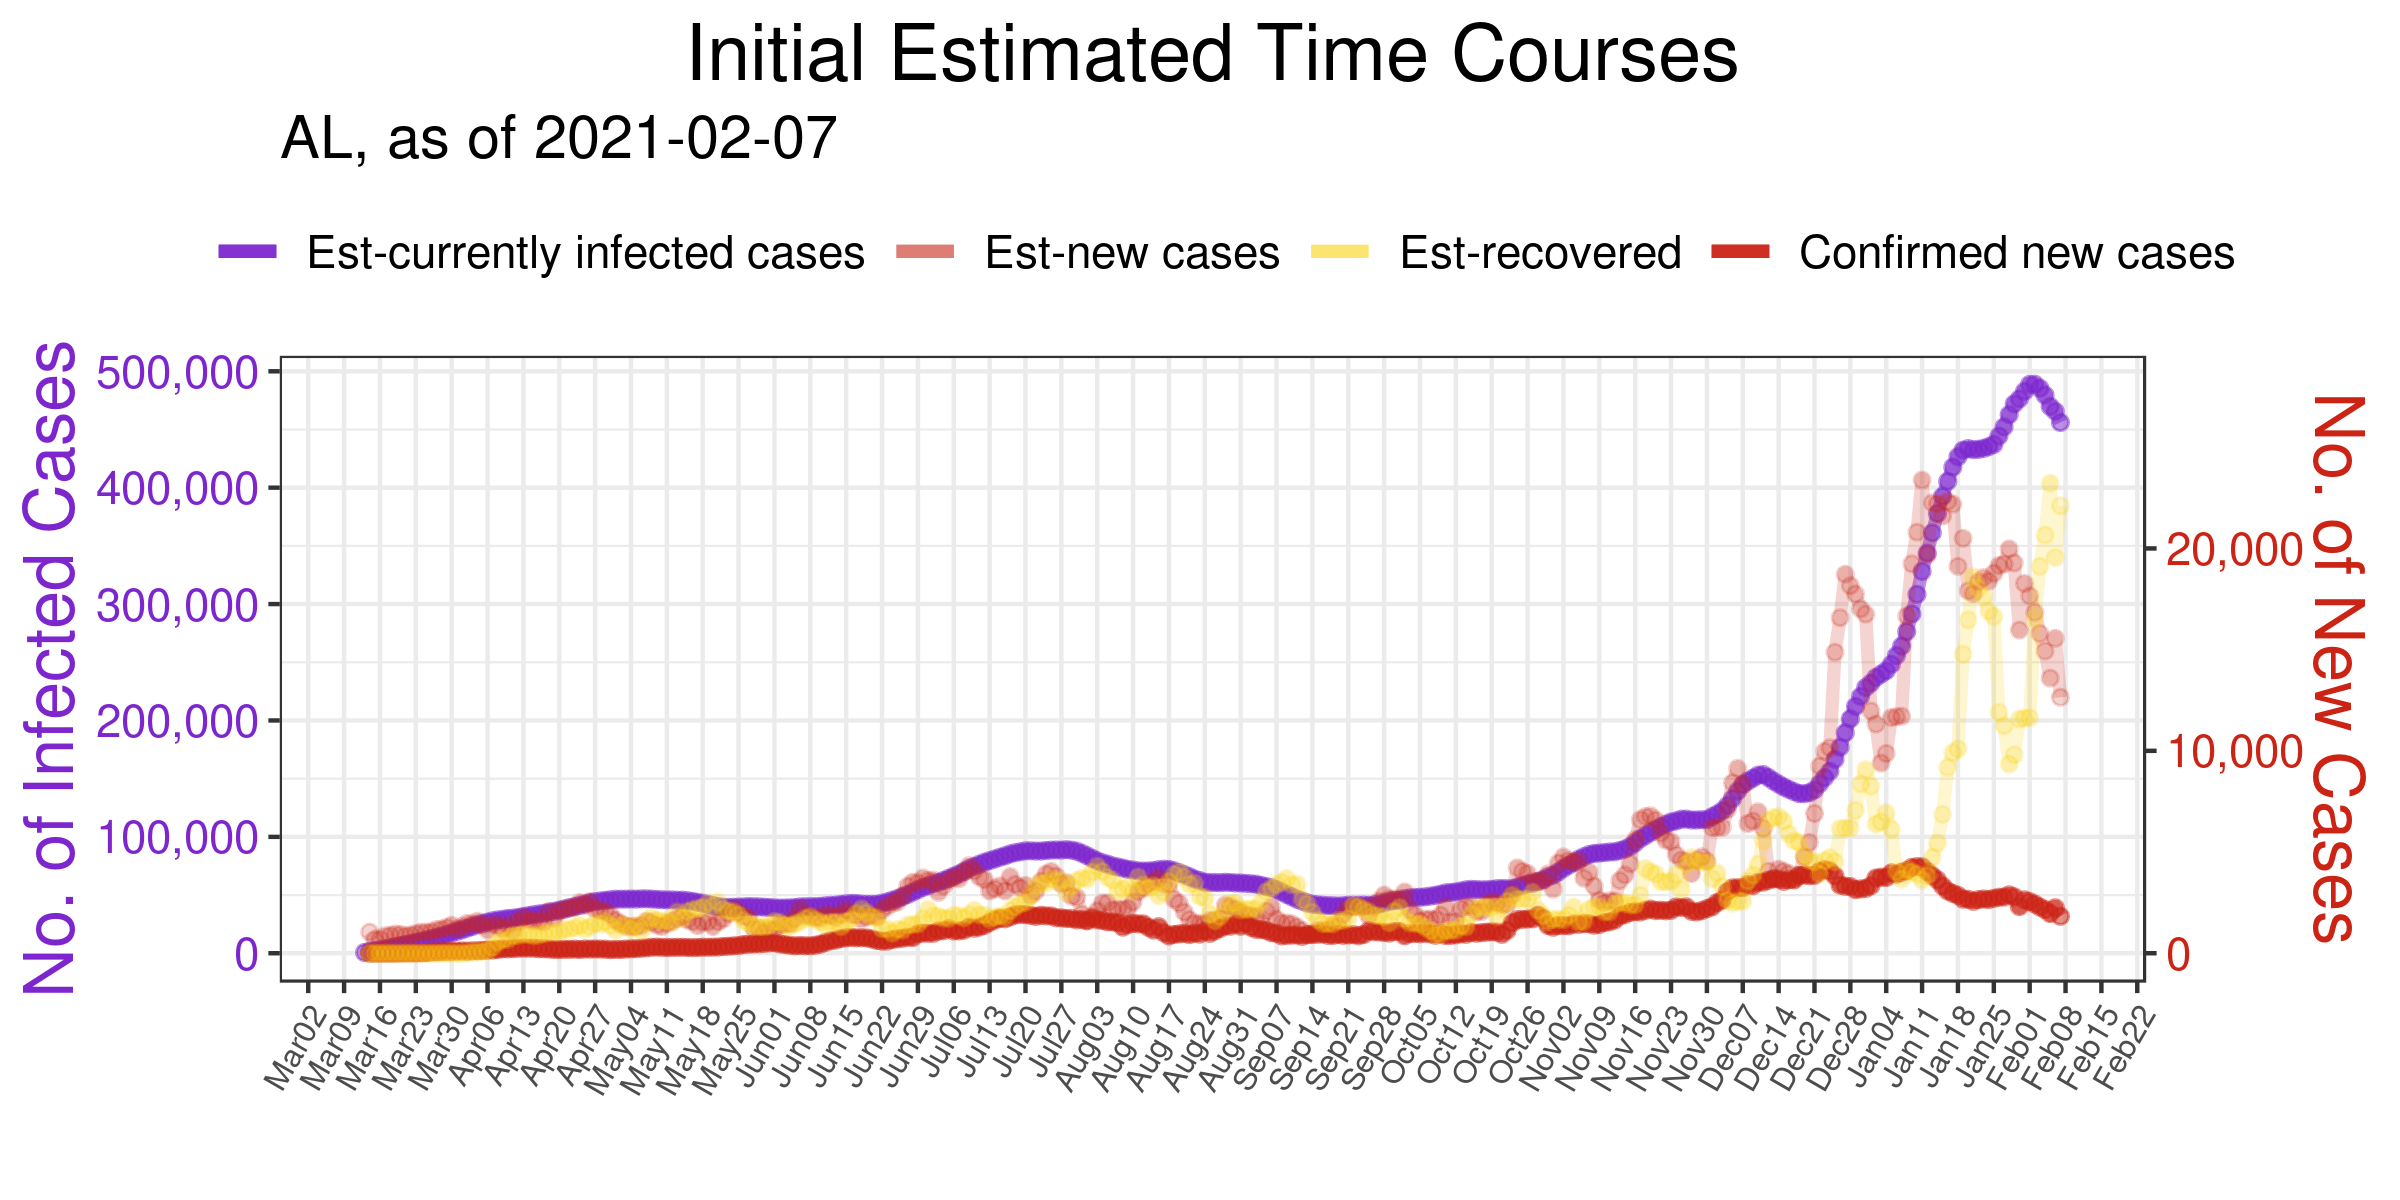 Initial Estimated Time Courses
AL, as of 2021-02-07
Est-currently infected cases Est-new cases Est-recovered Confirmed new cases
No. of Infected Cases
500,000
400,000
300,000
200,000
100,000
0
20,000
10,000
0
No. of New Cases
Mar02 Mar09 Mar16 Mar23 Mar30 Apr06 Apr13 Apr20 Apr27 May04 May11 May18 May25 Jun01 Jun08 Jun15 Jun22 Jun29 Jul06 Jul13 Jul20 Jul27 Aug03 Aug10 Aug17 Aug24 Aug31 Sep07 Sep14 Sep21 Sep28 Oct05 Oct12 Oct19 Oct26 Nov02 Nov09 Nov16 Nov23 Nov30 Dec07 Dec14 Dec21 Dec28 Jan04 Jan11 Jan18 Jan25 Feb01 Feb08 Feb15 Feb22